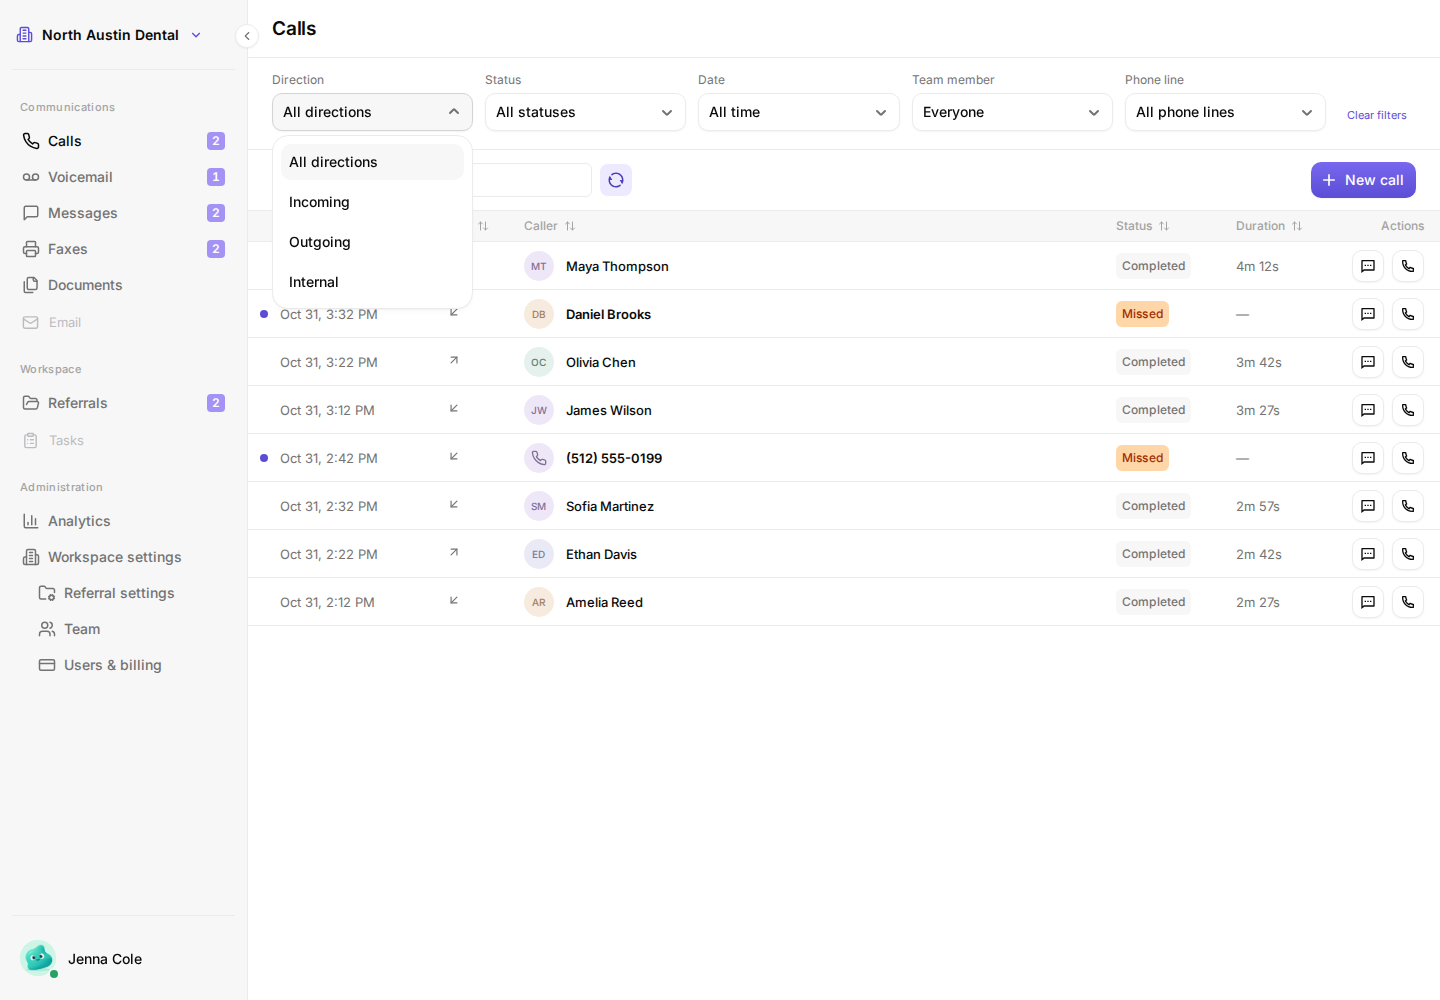 North Austin Dental
Communications
Calls 2
Voicemail 1
Messages 2
Faxes 2
Documents
Email
Workspace
Referrals 2
Tasks
Administration
Analytics
Workspace settings
Referral settings
Team
Users & billing
Jenna Cole
Calls
Direction Status Date Team member Phone line
All directions All statuses All time Everyone All phone lines Clear filters
All directions
Incoming
Outgoing
Internal
New call
Caller Status Duration Actions
MT Maya Thompson Completed 4m 12s
Oct 31, 3:32 PM DB Daniel Brooks Missed —
Oct 31, 3:22 PM OC Olivia Chen Completed 3m 42s
Oct 31, 3:12 PM JW James Wilson Completed 3m 27s
Oct 31, 2:42 PM (512) 555-0199 Missed —
Oct 31, 2:32 PM SM Sofia Martinez Completed 2m 57s
Oct 31, 2:22 PM ED Ethan Davis Completed 2m 42s
Oct 31, 2:12 PM AR Amelia Reed Completed 2m 27s